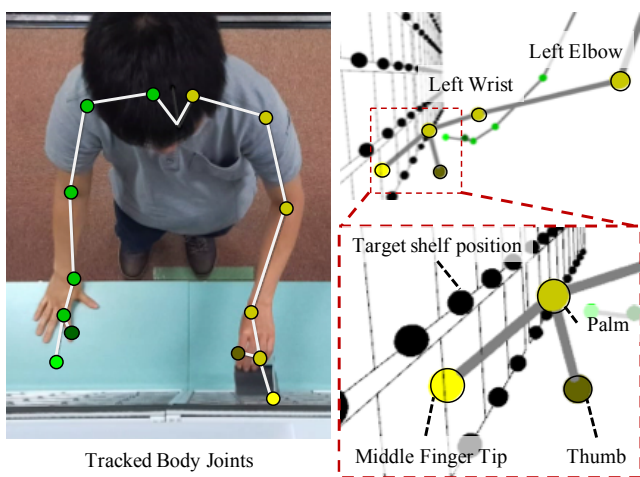 Left Elbow
Left Wrist
Target shelf position
Palm
Middle Finger Tip
Thumb
Tracked Body Joints